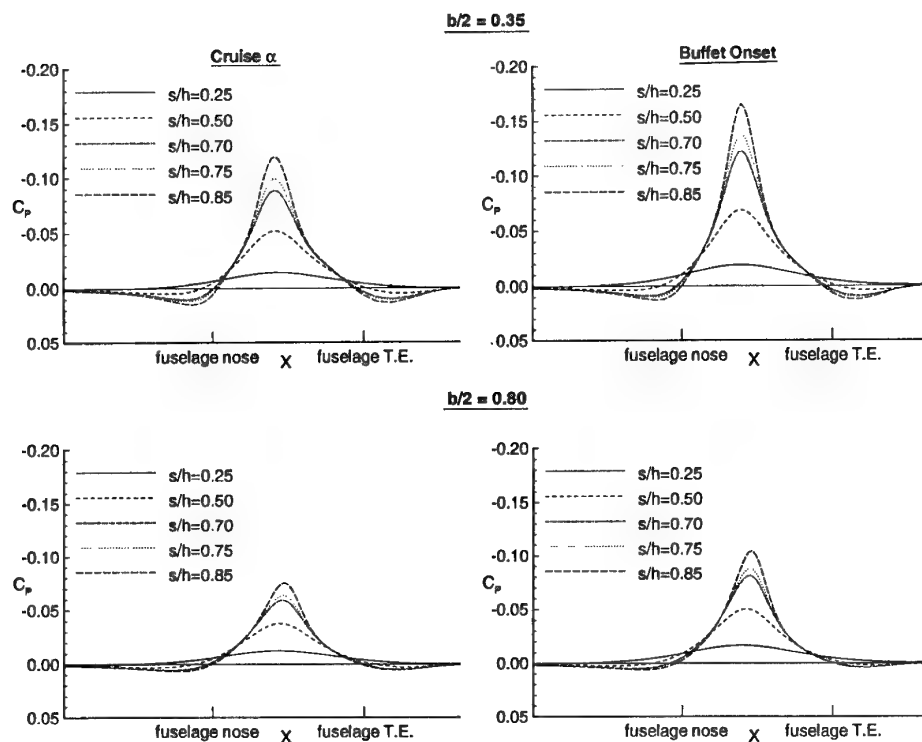 b/2 = 0.35
Cruise α
-0.20
-0.15
-0.10
-0.05
0.00
0.05
Cₚ
s/h=0.25
s/h=0.50
s/h=0.70
s/h=0.75
s/h=0.85
fuselage nose X fuselage T.E.
Buffet Onset
-0.20
-0.15
-0.10
-0.05
0.00
0.05
Cₚ
s/h=0.25
s/h=0.50
s/h=0.70
s/h=0.75
s/h=0.85
fuselage nose X fuselage T.E.
b/2 = 0.80
-0.20
-0.15
-0.10
-0.05
0.00
0.05
Cₚ
s/h=0.25
s/h=0.50
s/h=0.70
s/h=0.75
s/h=0.85
fuselage nose X fuselage T.E.
-0.20
-0.15
-0.10
-0.05
0.00
0.05
Cₚ
s/h=0.25
s/h=0.50
s/h=0.70
s/h=0.75
s/h=0.85
fuselage nose X fuselage T.E.